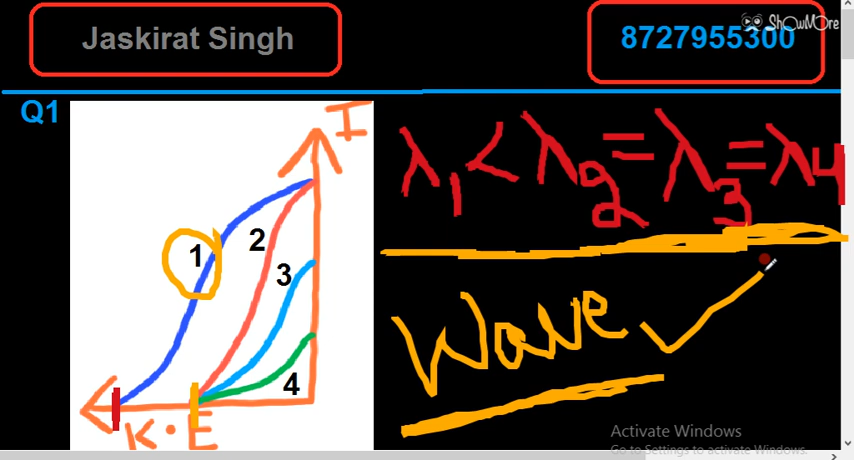 Jaskirat Singh
8727955300
ShowMore
Q1
I
λ1 < λ2 = λ3 = λ4
1
2
3
4
K·E
Wave
Activate Windows
Go to Settings to activate Windows.